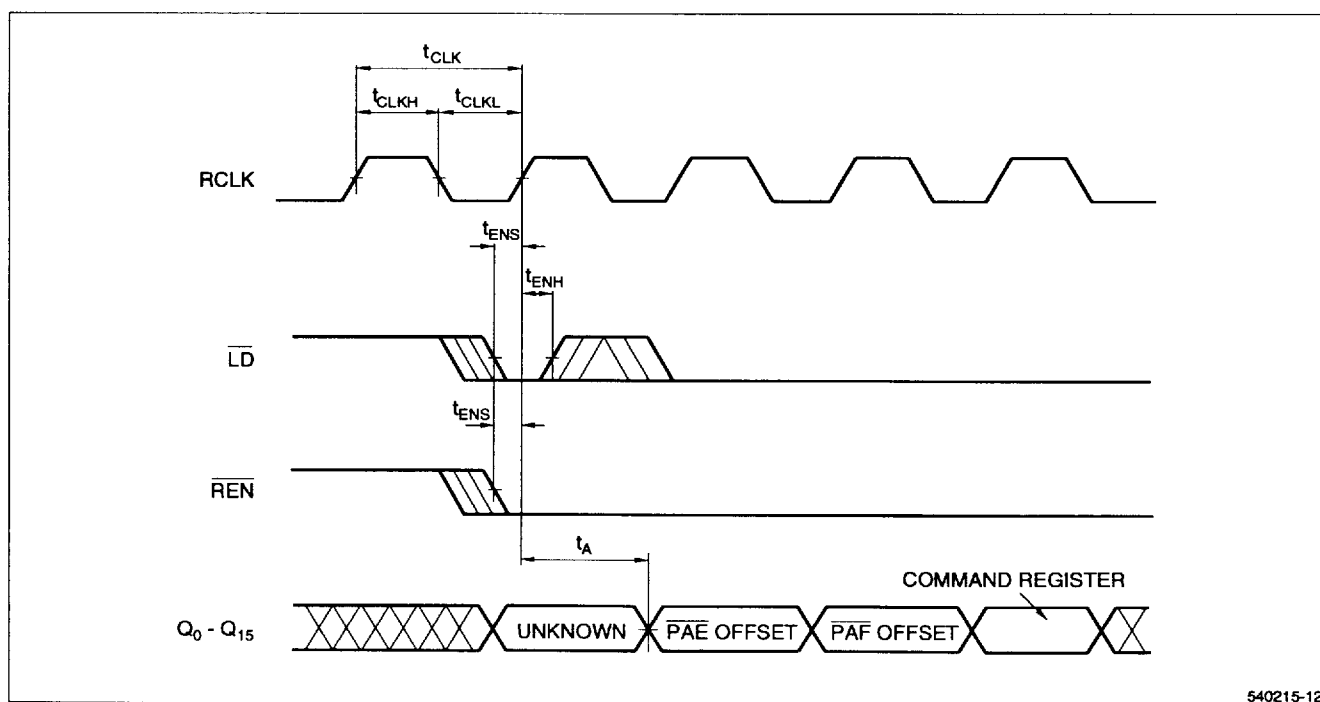 tCLK
tCLKH tCLKL
RCLK
tENS
tENH
LD
tENS
REN
tA
COMMAND REGISTER
Q0 - Q15 UNKNOWN PAE OFFSET PAF OFFSET
540215-12